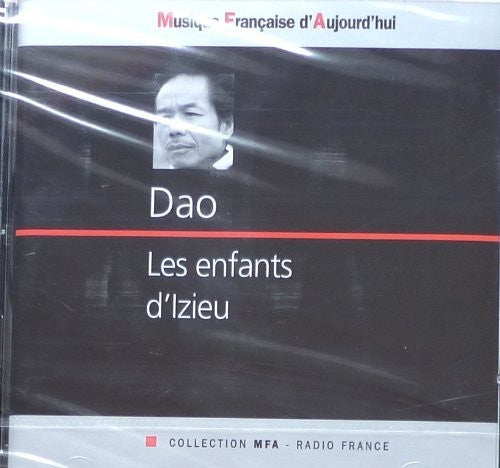 Musique Française d'Aujourd'hui
Dao
Les enfants
d'Izieu
COLLECTION MFA - RADIO FRANCE